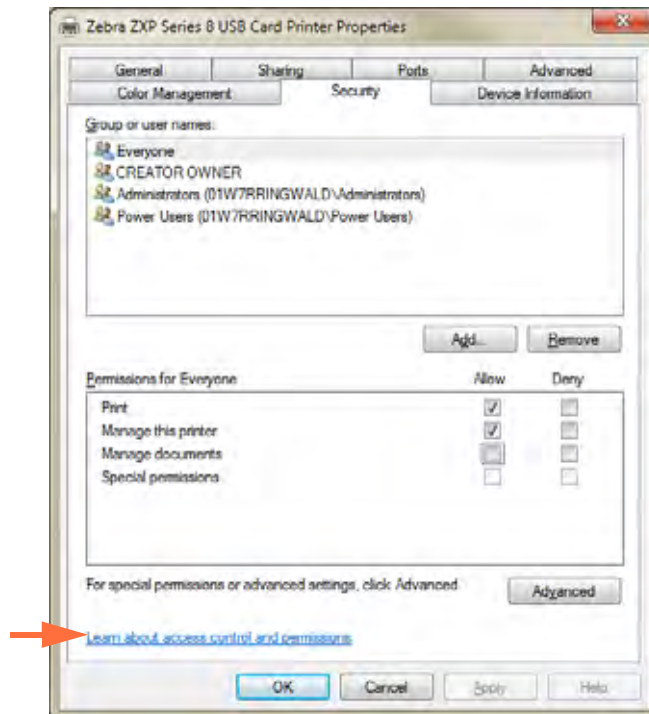 Zebra ZXP Series 8 USB Card Printer Properties
General Sharing Ports Advanced
Color Management Security Device Information
Group or user names:
Everyone
CREATOR OWNER
Administrators (01W7RRINGWALD\Administrators)
Power Users (01W7RRINGWALD\Power Users)
Add... Remove
Permissions for Everyone Allow Deny
Print
Manage this printer
Manage documents
Special permissions
For special permissions or advanced settings, click Advanced. Advanced
Learn about access control and permissions
OK Cancel Apply Help